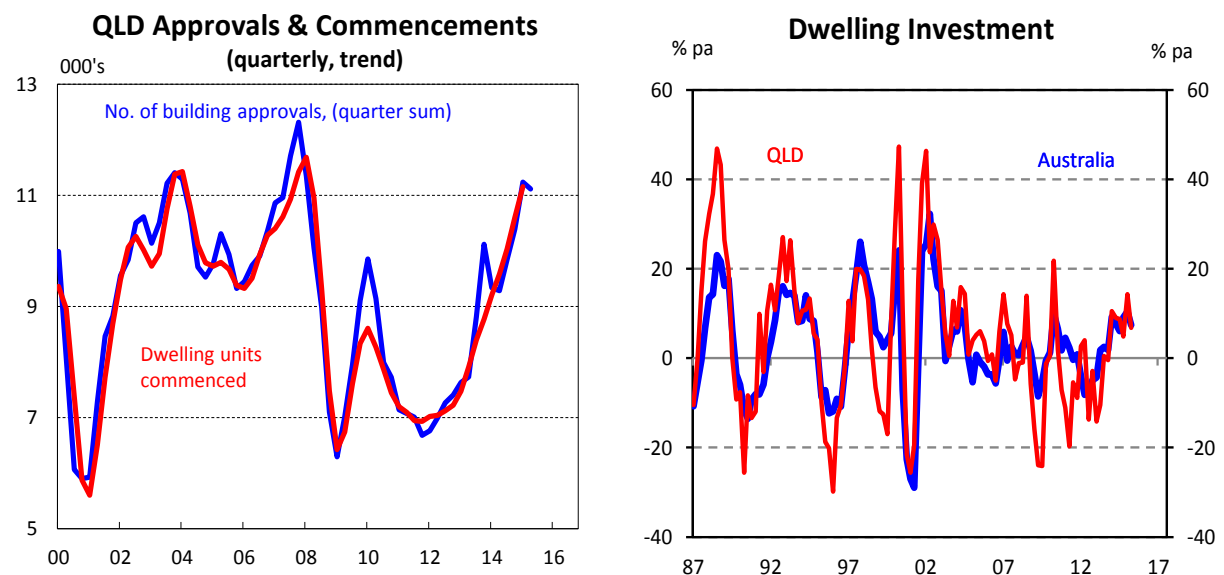 QLD Approvals & Commencements
(quarterly, trend)
000's
13
11
9
7
5
No. of building approvals, (quarter sum)
Dwelling units
commenced
00 02 04 06 08 10 12 14 16
Dwelling Investment
% pa % pa
60 60
40 40
20 20
0 0
-20 -20
-40 -40
QLD
Australia
87 92 97 02 07 12 17